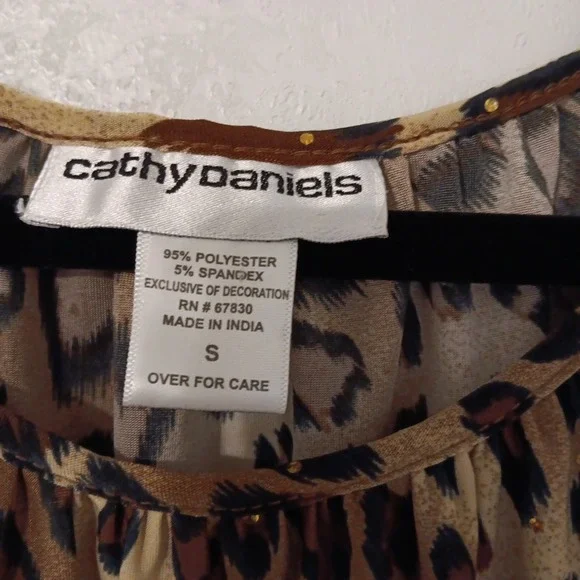 cathyDaniels
95% POLYESTER
5% SPANDEX
EXCLUSIVE OF DECORATION
RN # 67830
MADE IN INDIA
S
OVER FOR CARE